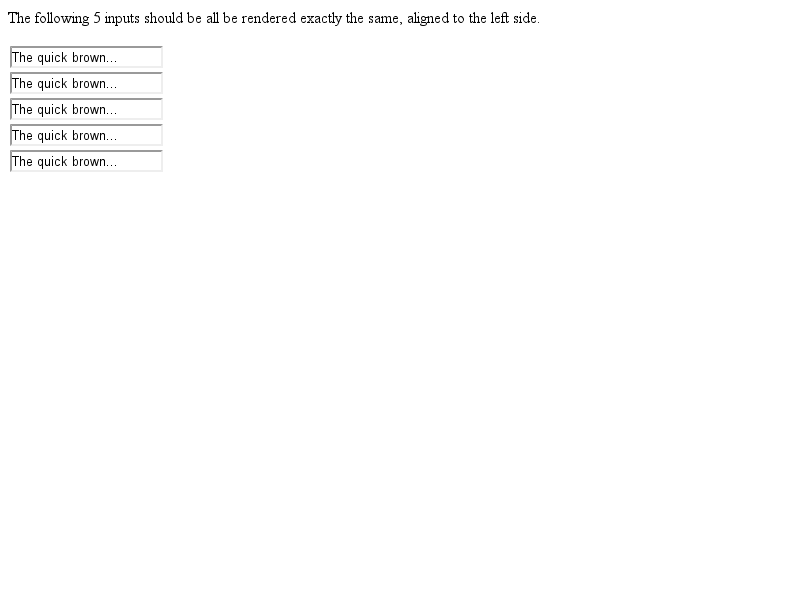 The following 5 inputs should be all be rendered exactly the same, aligned to the left side.
The quick brown...
The quick brown...
The quick brown...
The quick brown...
The quick brown...